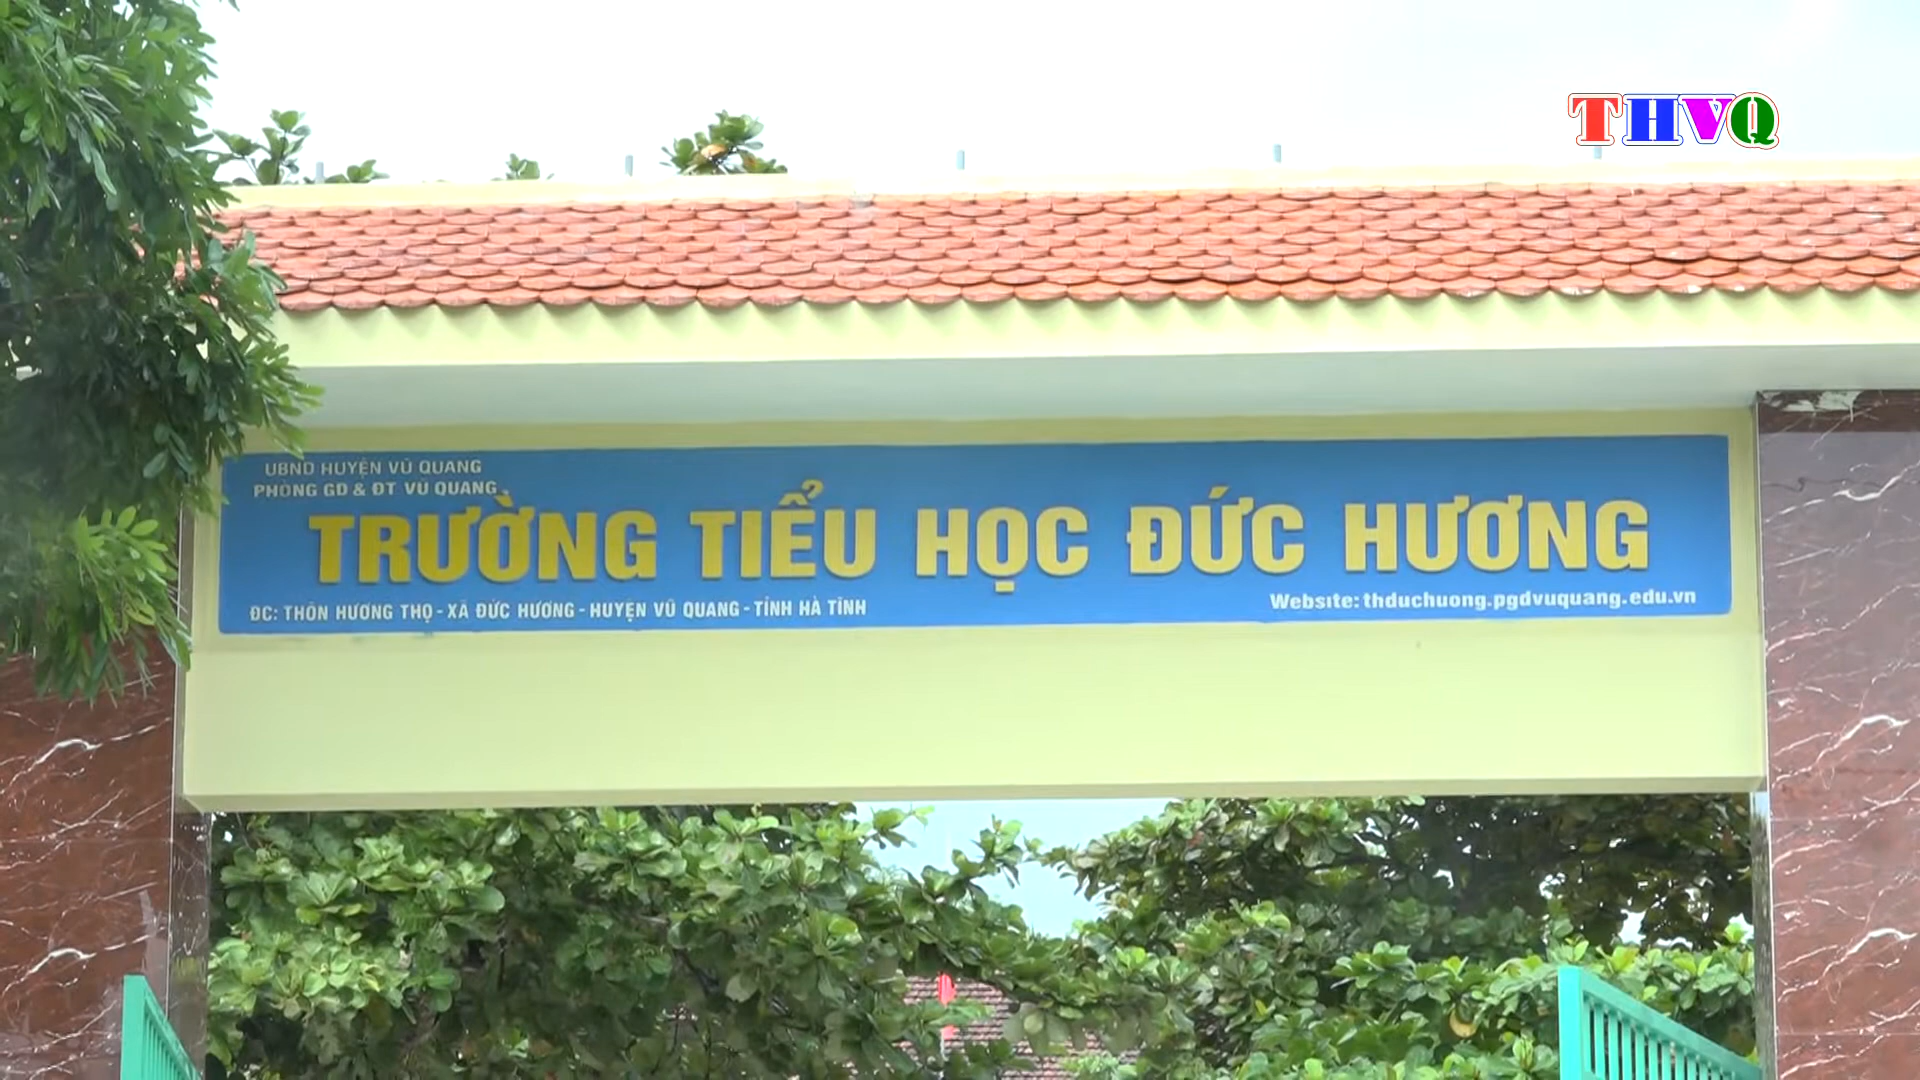 THVQ
UBND HUYỆN VŨ QUANG
PHÒNG GD & ĐT VŨ QUANG
TRƯỜNG TIỂU HỌC ĐỨC HƯƠNG
ĐC: THÔN HƯƠNG THỌ - XÃ ĐỨC HƯƠNG - HUYỆN VŨ QUANG - TỈNH HÀ TĨNH
Website: thduchuong.pgdvuquang.edu.vn